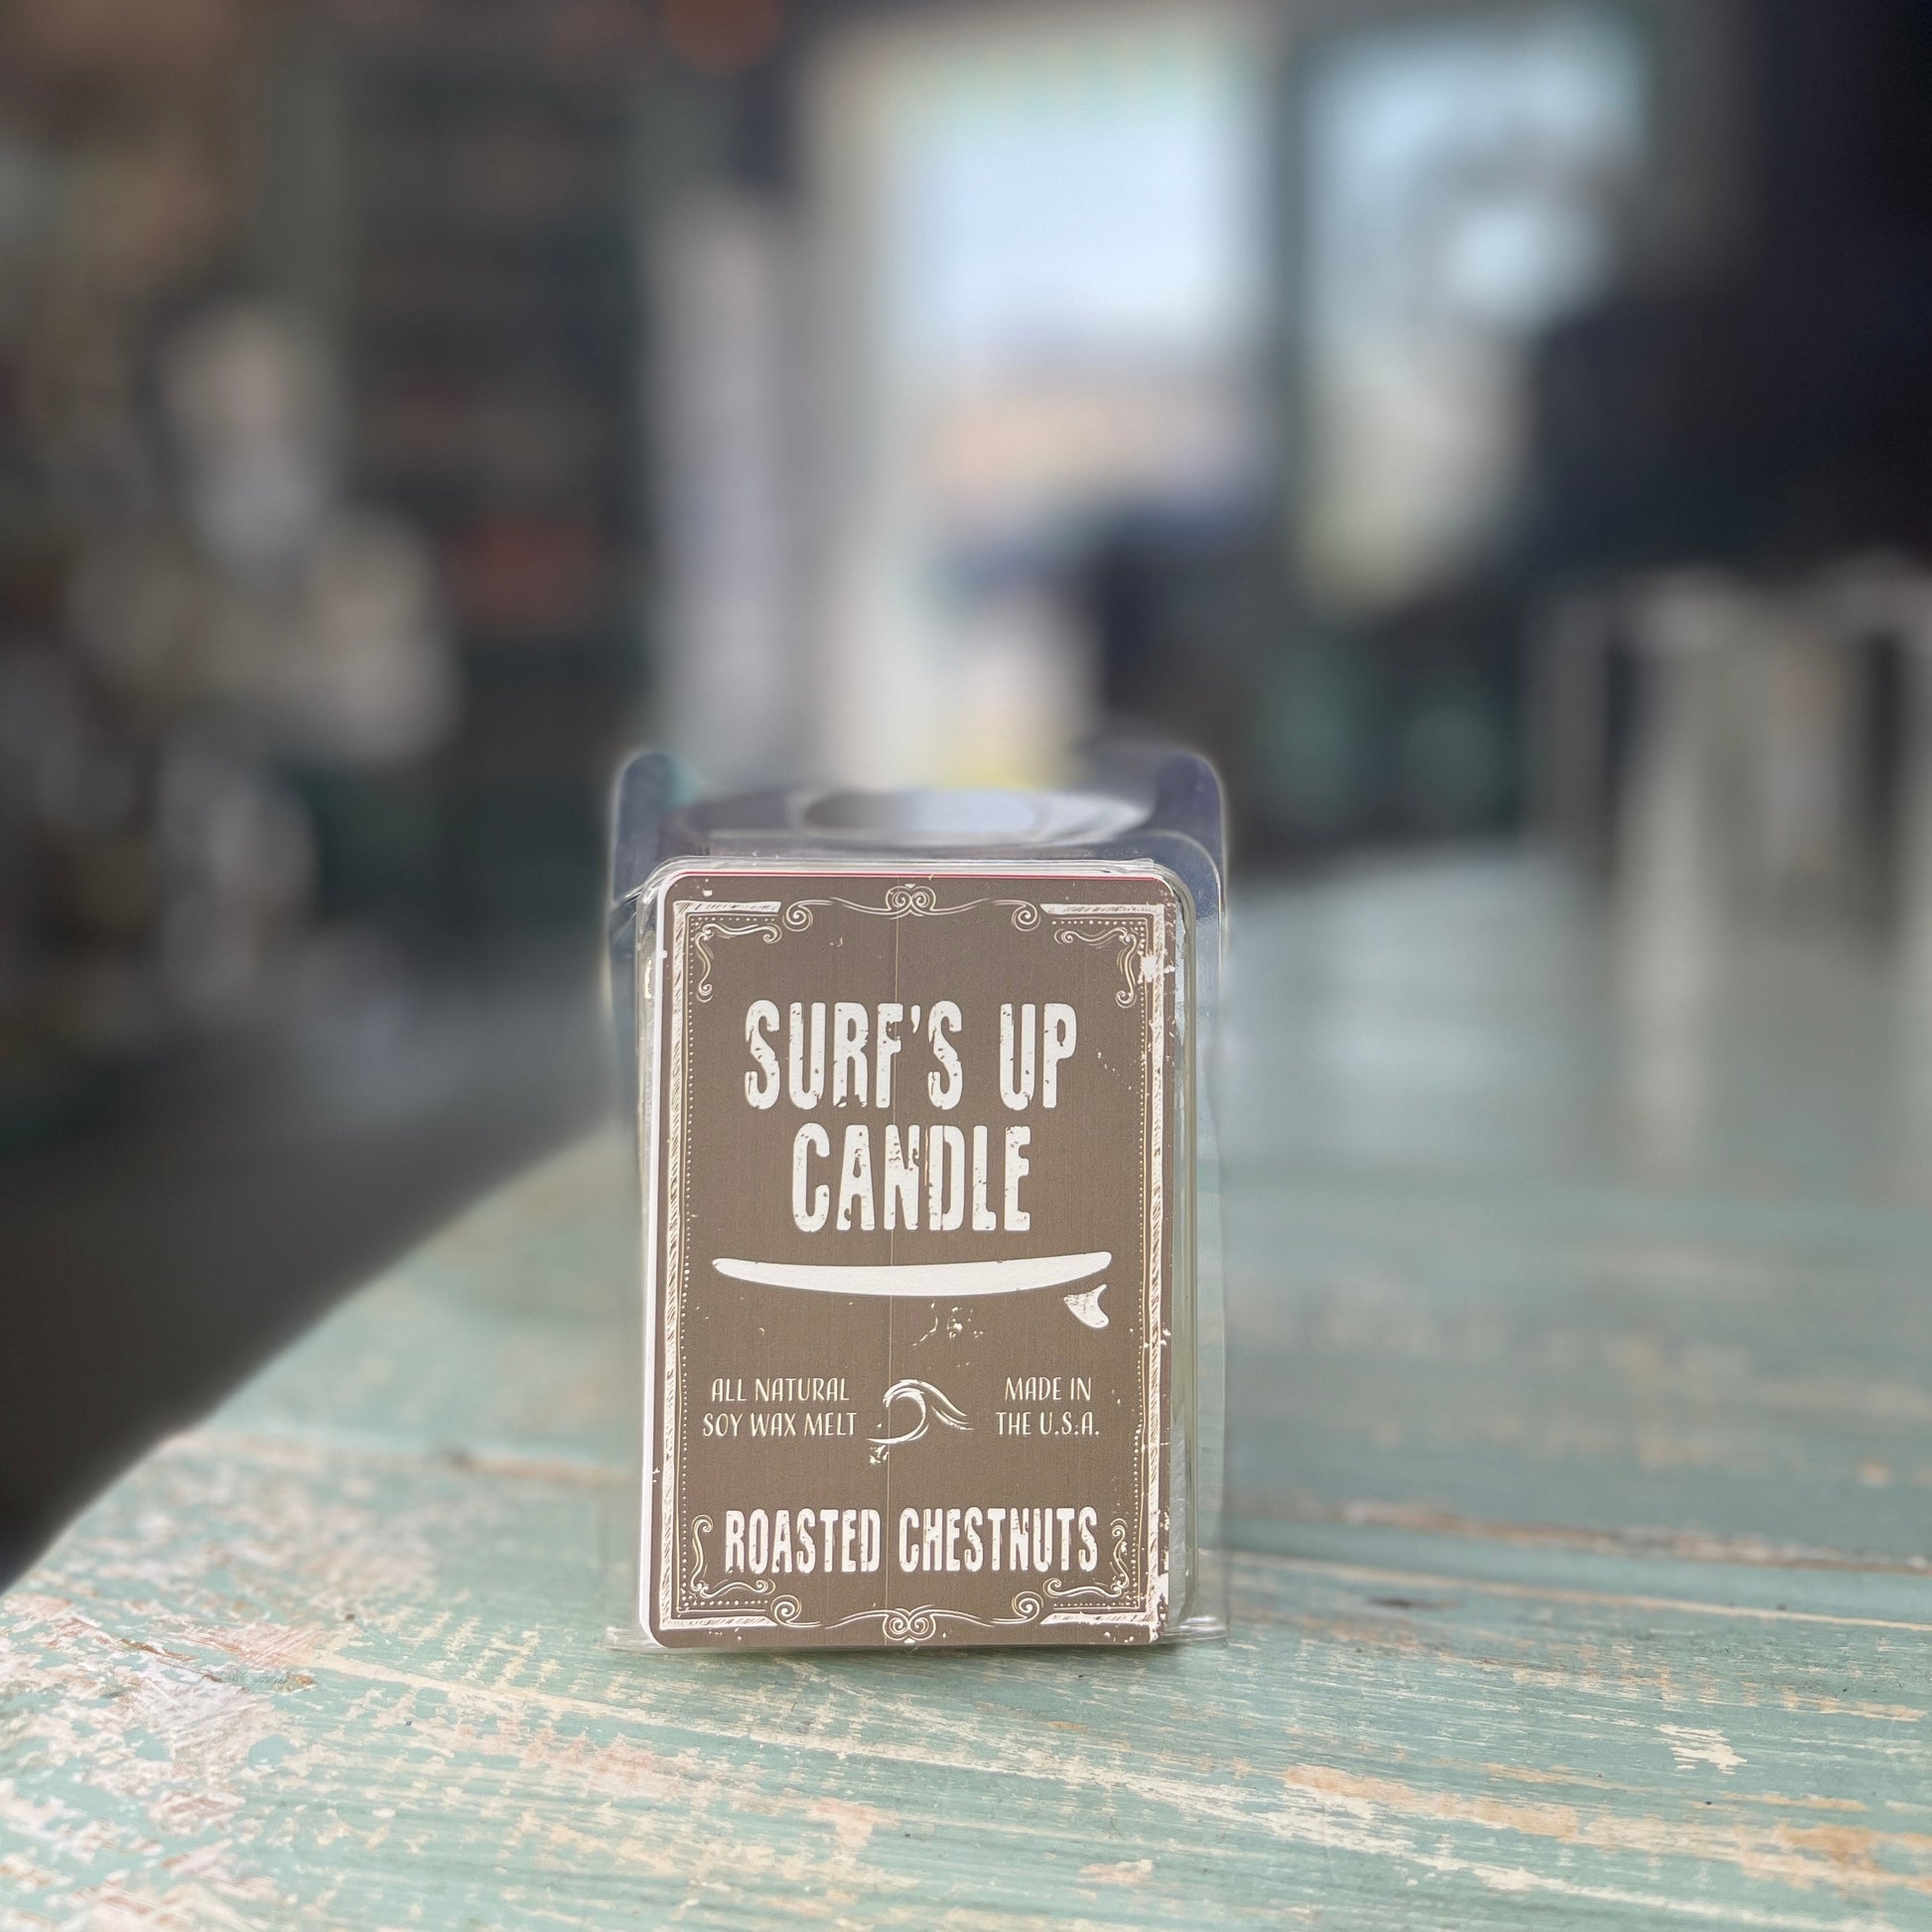 SURF'S UP
CANDLE
ALL NATURAL
SOY WAX MELT
MADE IN
THE U.S.A.
ROASTED CHESTNUTS